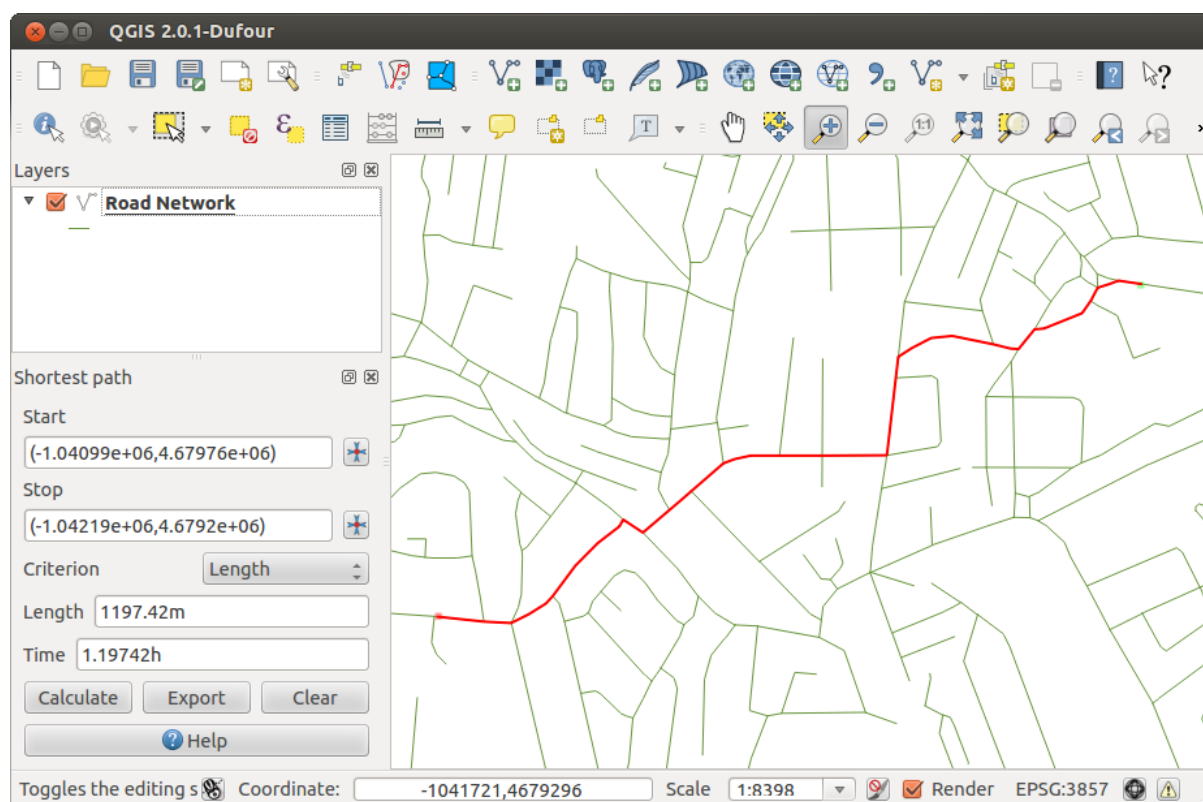 QGIS 2.0.1-Dufour
Layers
Road Network
Shortest path
Start
(-1.04099e+06,4.67976e+06)
Stop
(-1.04219e+06,4.6792e+06)
Criterion Length
Length 1197.42m
Time 1.19742h
Calculate Export Clear
Help
Toggles the editing s Coordinate: -1041721,4679296 Scale 1:8398 Render EPSG:3857